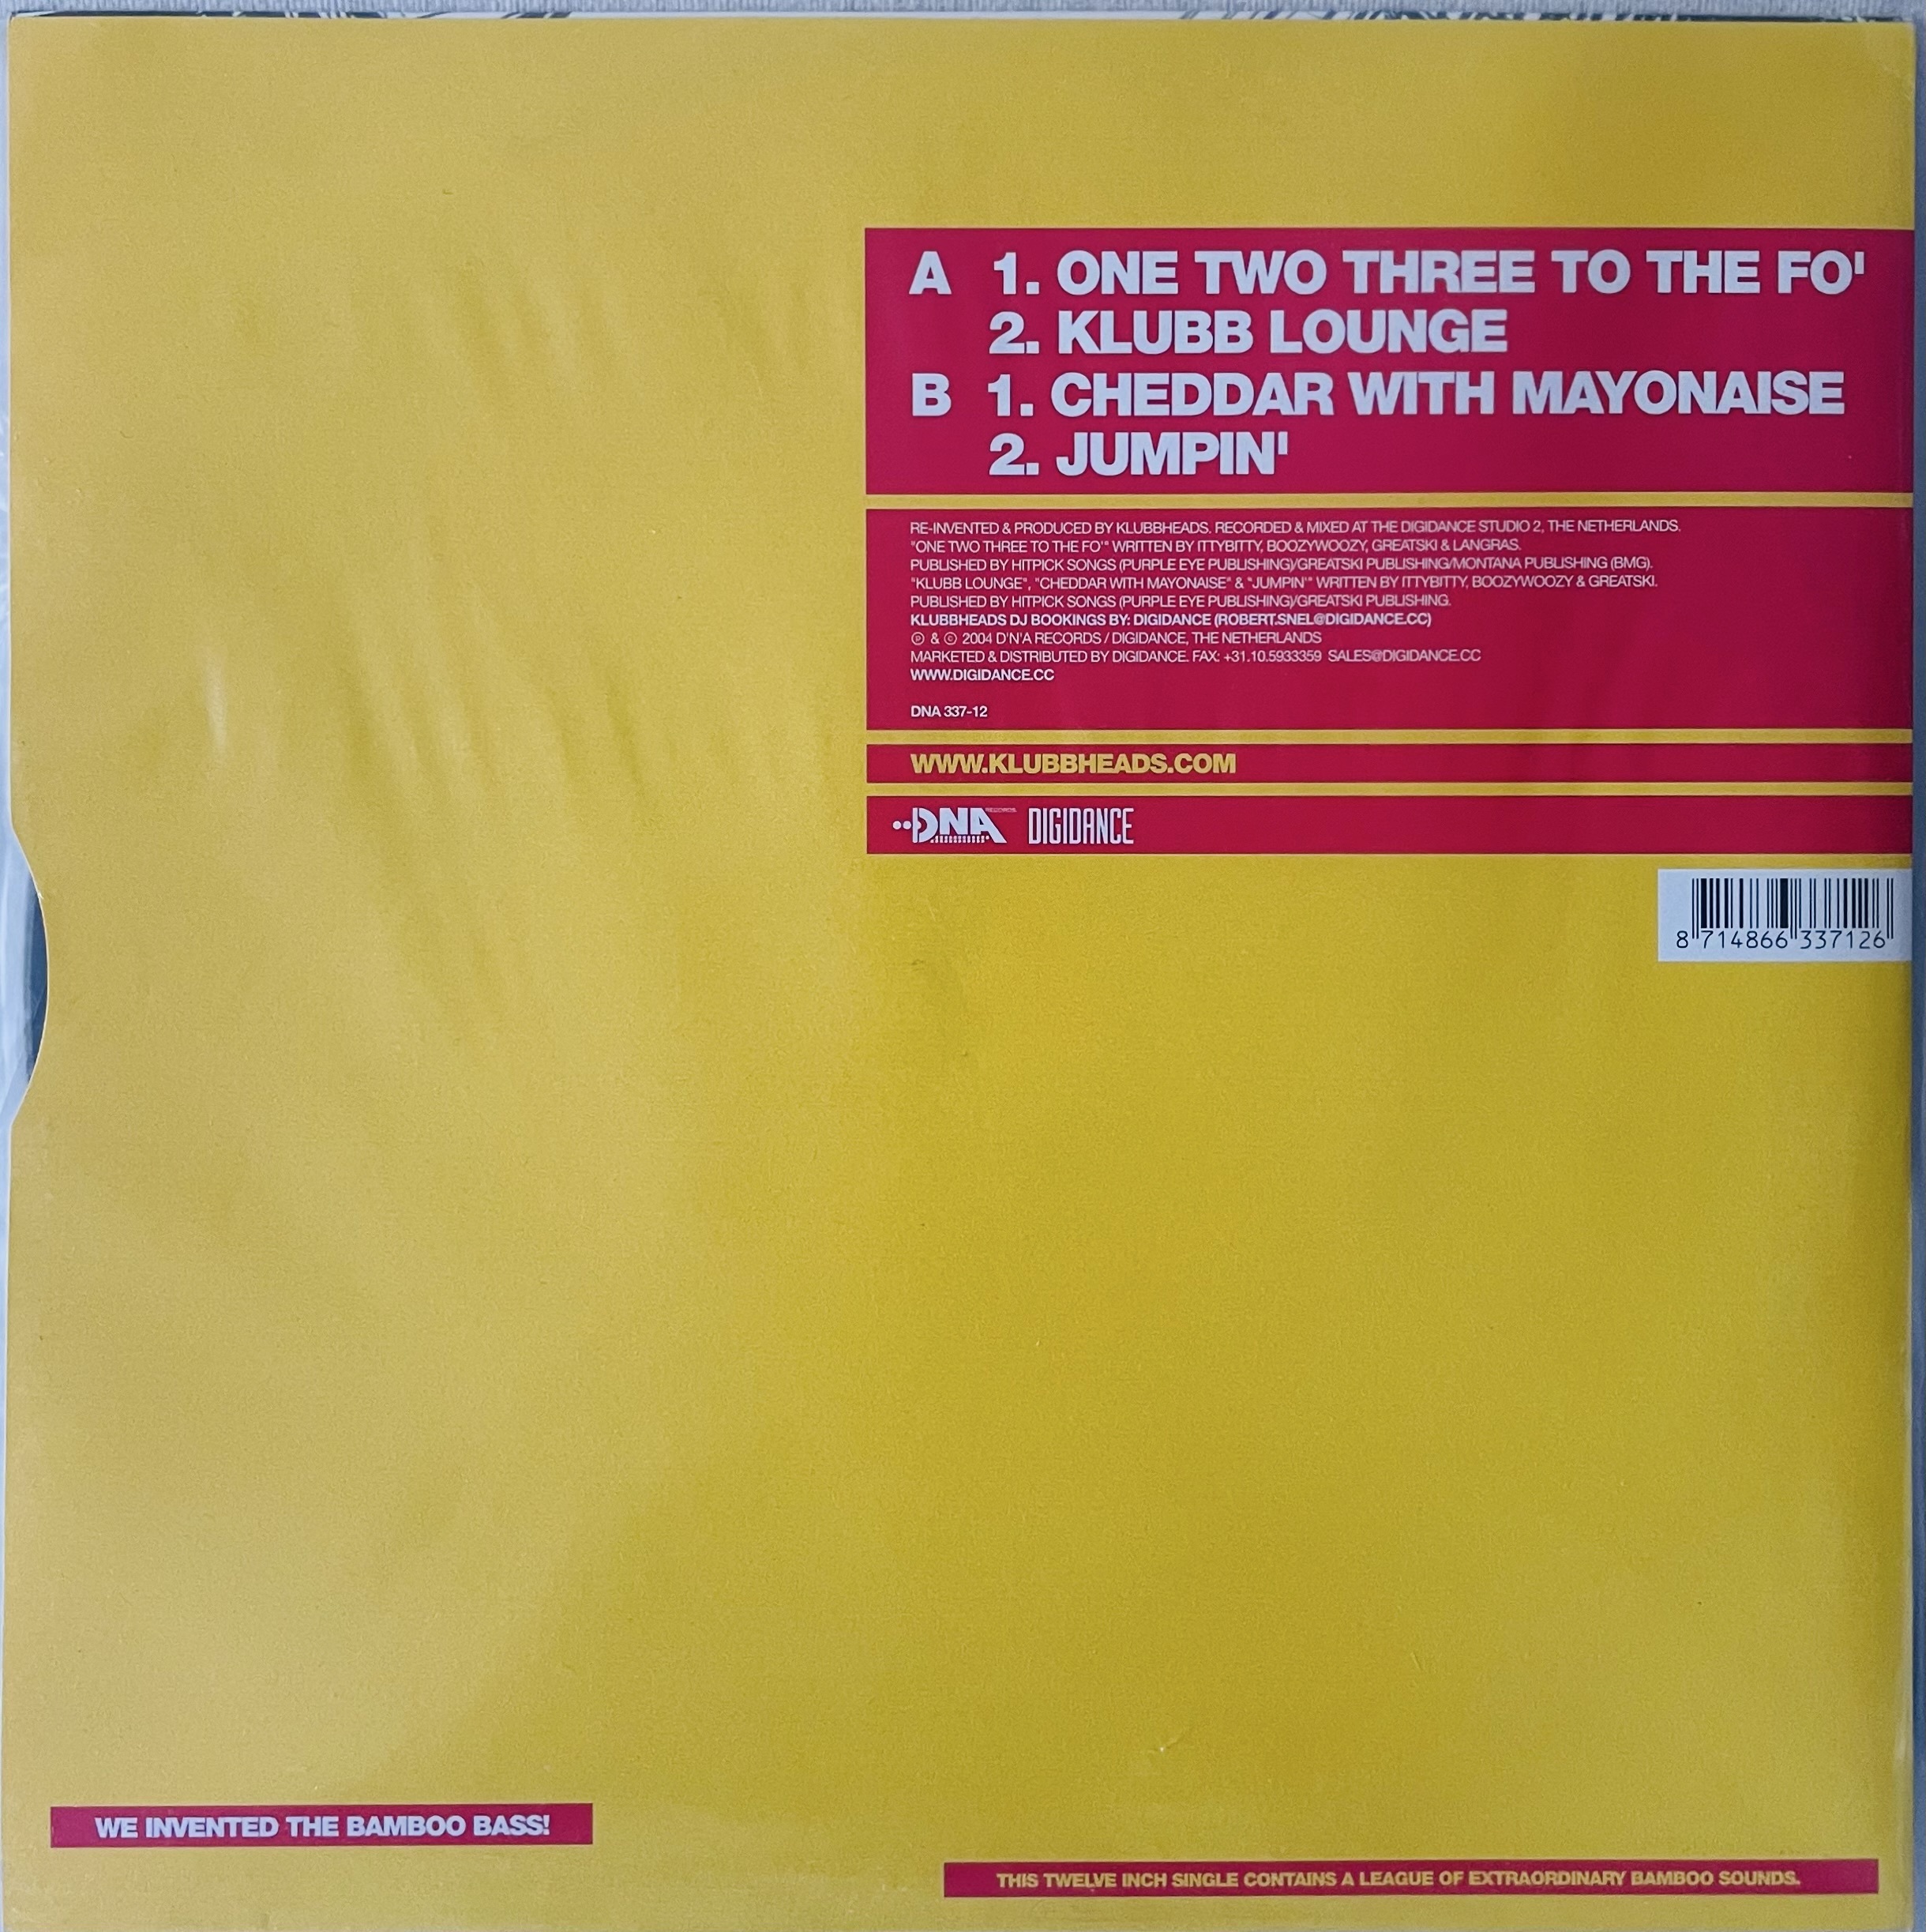 A 1. ONE TWO THREE TO THE FO'
2. KLUBB LOUNGE
B 1. CHEDDAR WITH MAYONAISE
2. JUMPIN'
RE-INVENTED & PRODUCED BY KLUBBHEADS. RECORDED & MIXED AT THE DIGIDANCE STUDIO 2, THE NETHERLANDS.
"ONE TWO THREE TO THE FO'" WRITTEN BY ITTYBITTY, BOOZYWOOZY, GREATSKI & LANGRAS.
PUBLISHED BY HITPICK SONGS (PURPLE EYE PUBLISHING)/GREATSKI PUBLISHING/MONTANA PUBLISHING (BMG).
"KLUBB LOUNGE", "CHEDDAR WITH MAYONAISE" & "JUMPIN'" WRITTEN BY ITTYBITTY, BOOZYWOOZY & GREATSKI.
PUBLISHED BY HITPICK SONGS (PURPLE EYE PUBLISHING)/GREATSKI PUBLISHING.
KLUBBHEADS DJ BOOKINGS BY: DIGIDANCE (ROBERT.SNEL@DIGIDANCE.CC)
℗ & © 2004 D'N'A RECORDS / DIGIDANCE, THE NETHERLANDS
MARKETED & DISTRIBUTED BY DIGIDANCE. FAX: +31.10.5933359 SALES@DIGIDANCE.CC
WWW.DIGIDANCE.CC
DNA 337-12
WWW.KLUBBHEADS.COM
DNA DIGIDANCE
8 714866 337126
WE INVENTED THE BAMBOO BASS!
THIS TWELVE INCH SINGLE CONTAINS A LEAGUE OF EXTRAORDINARY BAMBOO SOUNDS.